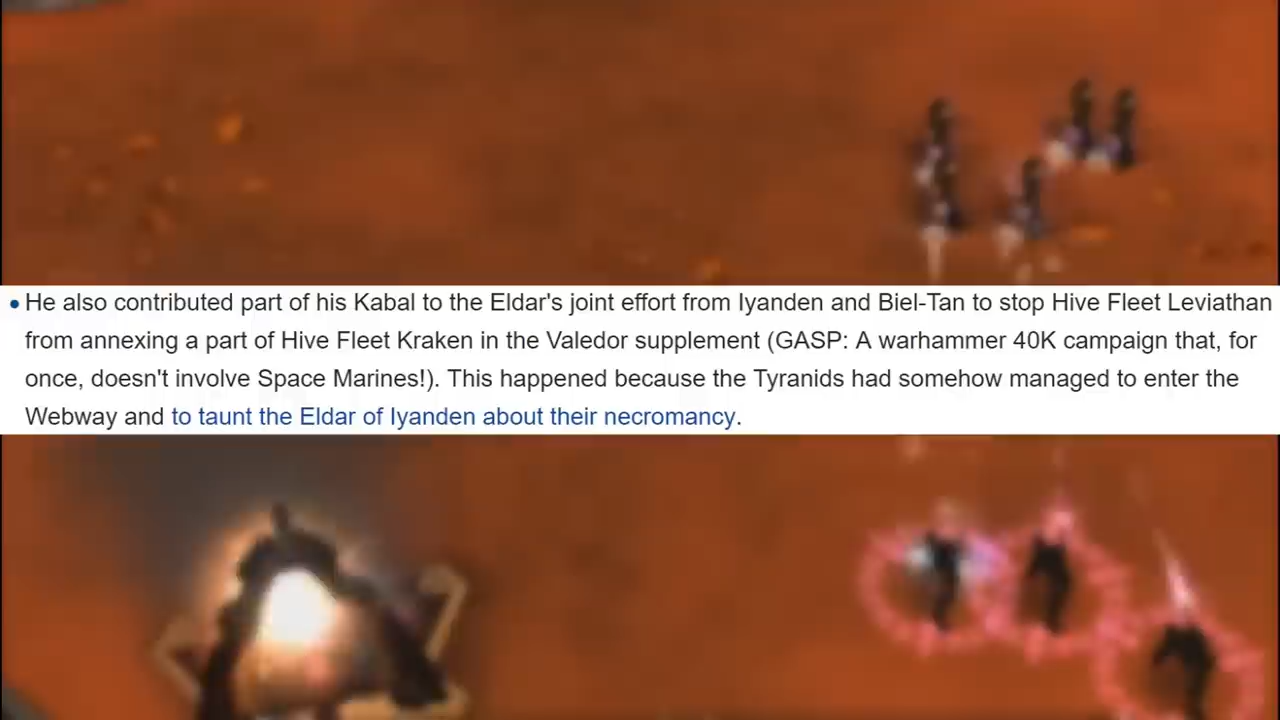 • He also contributed part of his Kabal to the Eldar's joint effort from Iyanden and Biel-Tan to stop Hive Fleet Leviathan
from annexing a part of Hive Fleet Kraken in the Valedor supplement (GASP: A warhammer 40K campaign that, for
once, doesn't involve Space Marines!). This happened because the Tyranids had somehow managed to enter the
Webway and to taunt the Eldar of Iyanden about their necromancy.